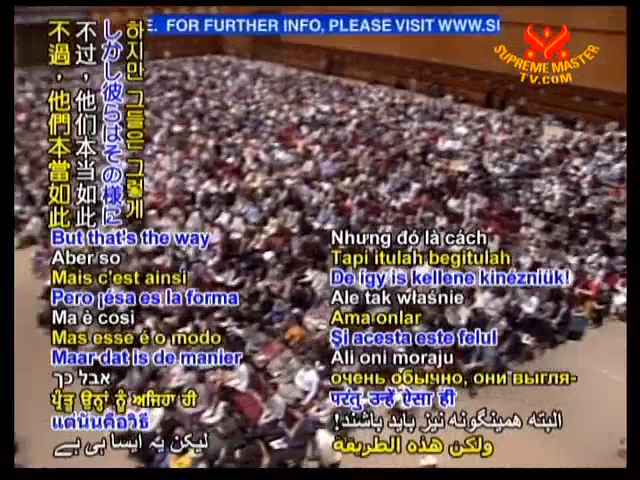 E. FOR FURTHER INFO, PLEASE VISIT WWW.SU
SUPREME MASTER
TV.COM
하지만 그들은 그렇게
しかし彼らはその様に
不过，他们本当如此
不過，他們本當如此
But that's the way
Aber so
Mais c'est ainsi
Pero ¡ésa es la forma
Ma è così
Mas esse é o modo
Maar dat is de manier
אבל כך
ਪ੍ਰੰਤੂ ਉਨ੍ਹਾਂ ਨੂੰ ਅਜਿਹਾ ਹੀ
แต่นั่นคือวิธี
لیکن یہ ایسا ہی ہے
Nhưng đó là cách
Tapi itulah begitulah
De így is kellene kinézniük!
Ale tak właśnie
Ama onlar
Şi acesta este felul
Ali oni moraju
очень обычно, они выгля-
परंतु उन्हें ऐसा ही
البته همینگونه نیز باید باشند!
ولكن هذه الطريقة